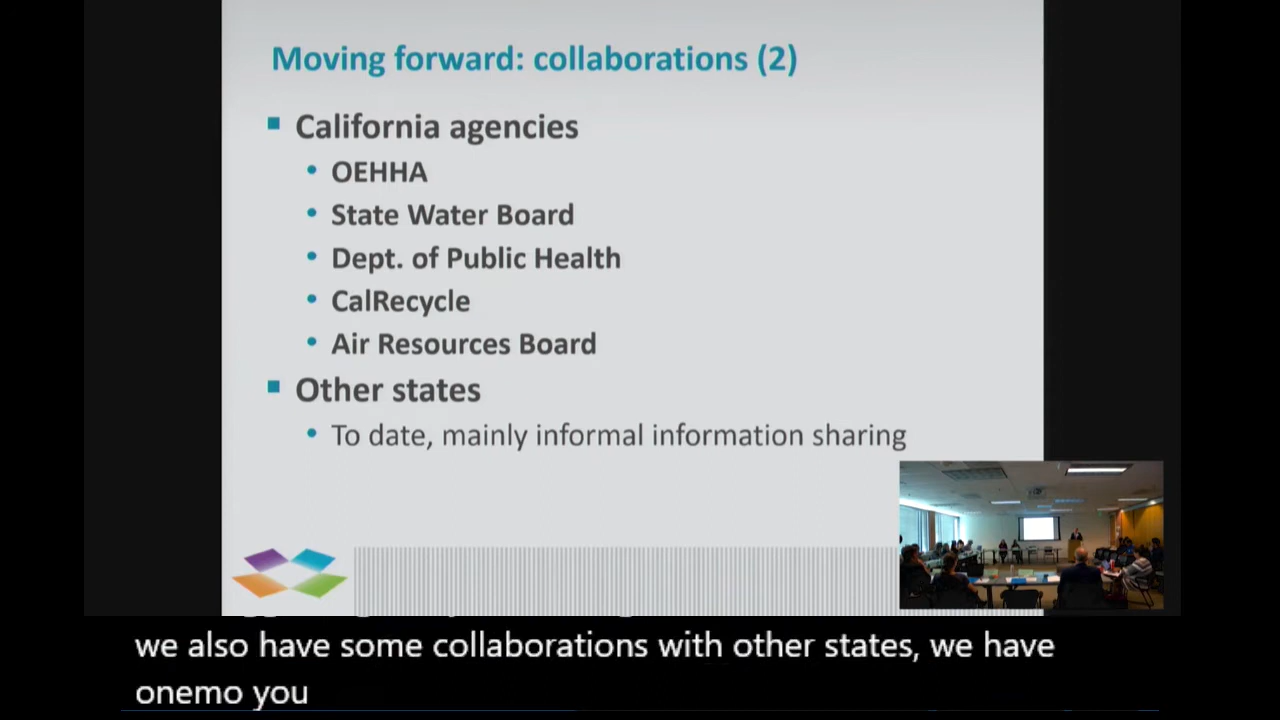 Moving forward: collaborations (2)
California agencies
OEHHA
State Water Board
Dept. of Public Health
CalRecycle
Air Resources Board
Other states
To date, mainly informal information sharing
we also have some collaborations with other states, we have
onemo you